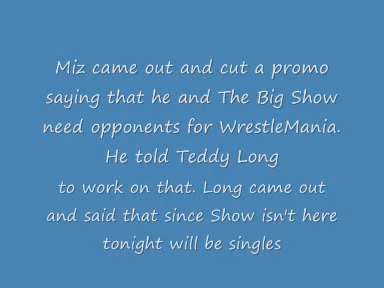 Miz came out and cut a promo
saying that he and The Big Show
need opponents for WrestleMania.
He told Teddy Long
to work on that. Long came out
and said that since Show isn't here
tonight will be singles